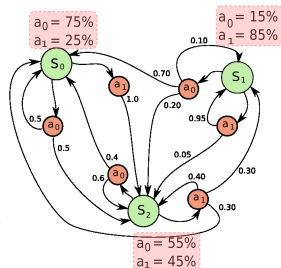 a0 = 75%
a1 = 25%
a0 = 15%
a1 = 85%
0.10
S0
0.70
a0
S1
a1
1.0
0.20
0.5
a0
0.95
a1
0.5
0.4
0.05
a0
0.6
0.40
0.30
S2
a1
0.30
a0 = 55%
a1 = 45%